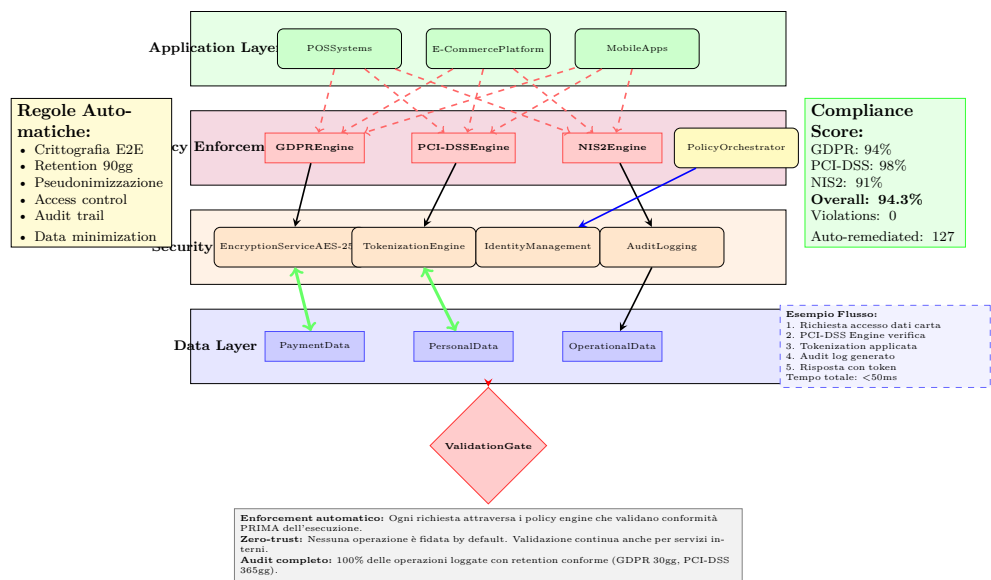 Application Layer
POSSystems
E-CommercePlatform
MobileApps
Regole Auto-
matiche:
• Crittografia E2E
• Retention 90gg
• Pseudonimizzazione
• Access control
• Audit trail
• Data minimization
cy Enforcem
GDPREngine
PCI-DSSEngine
NIS2Engine
PolicyOrchestrator
Compliance
Score:
GDPR: 94%
PCI-DSS: 98%
NIS2: 91%
Overall: 94.3%
Violations: 0
Auto-remediated: 127
Security
EncryptionServiceAES-25
TokenizationEngine
IdentityManagement
AuditLogging
Data Layer
PaymentData
PersonalData
OperationalData
Esempio Flusso:
1. Richiesta accesso dati carta
2. PCI-DSS Engine verifica
3. Tokenization applicata
4. Audit log generato
5. Risposta con token
Tempo totale: <50ms
ValidationGate
Enforcement automatico: Ogni richiesta attraversa i policy engine che validano conformità
PRIMA dell'esecuzione.
Zero-trust: Nessuna operazione è fidata by default. Validazione continua anche per servizi in-
terni.
Audit completo: 100% delle operazioni loggate con retention conforme (GDPR 30gg, PCI-DSS
365gg).